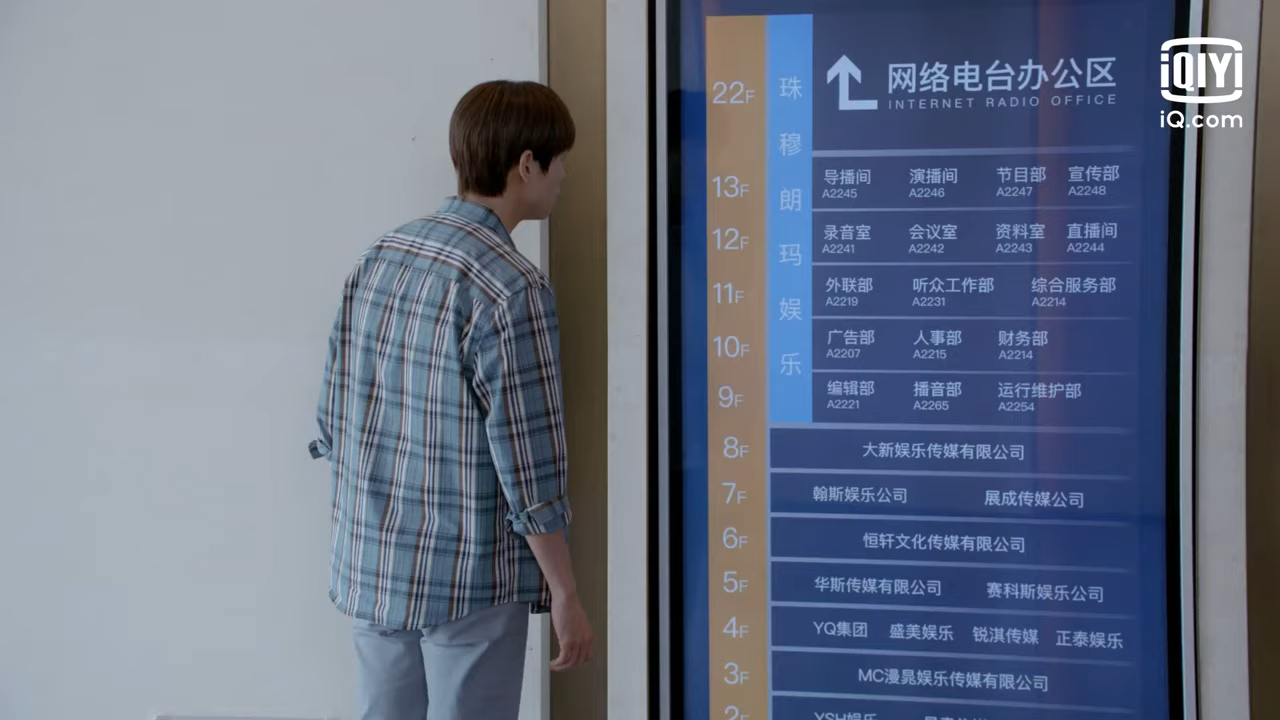 iQIYI
iQ.com
珠穆朗玛娱乐
22F
网络电台办公区
INTERNET RADIO OFFICE
13F
导播间 演播间 节目部 宣传部
A2245 A2246 A2247 A2248
12F
录音室 会议室 资料室 直播间
A2241 A2242 A2243 A2244
11F
外联部 听众工作部 综合服务部
A2219 A2231 A2214
10F
广告部 人事部 财务部
A2207 A2215 A2214
9F
编辑部 播音部 运行维护部
A2221 A2265 A2254
8F 大新娱乐传媒有限公司
7F 翰斯娱乐公司 展成传媒公司
6F 恒轩文化传媒有限公司
5F 华斯传媒有限公司 赛科斯娱乐公司
4F YQ集团 盛美娱乐 锐淇传媒 正泰娱乐
3F MC漫晁娱乐传媒有限公司
2F YSH娱乐